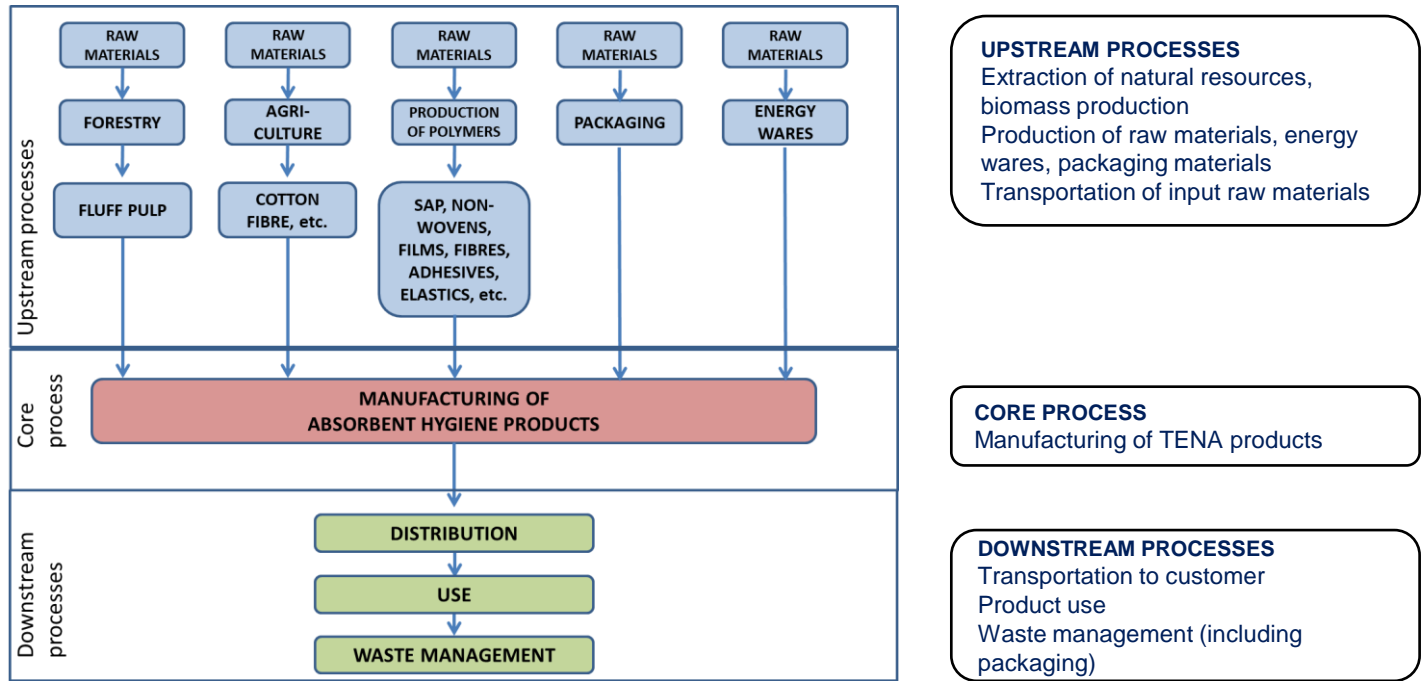 Upstream processes
RAW
MATERIALS
RAW
MATERIALS
RAW
MATERIALS
RAW
MATERIALS
RAW
MATERIALS
FORESTRY
AGRI-
CULTURE
PRODUCTION
OF POLYMERS
PACKAGING
ENERGY
WARES
FLUFF PULP
COTTON
FIBRE, etc.
SAP, NON-
WOVENS,
FILMS, FIBRES,
ADHESIVES,
ELASTICS, etc.
UPSTREAM PROCESSES
Extraction of natural resources,
biomass production
Production of raw materials, energy
wares, packaging materials
Transportation of input raw materials
Core
process
MANUFACTURING OF
ABSORBENT HYGIENE PRODUCTS
CORE PROCESS
Manufacturing of TENA products
Downstream
processes
DISTRIBUTION
USE
WASTE MANAGEMENT
DOWNSTREAM PROCESSES
Transportation to customer
Product use
Waste management (including
packaging)